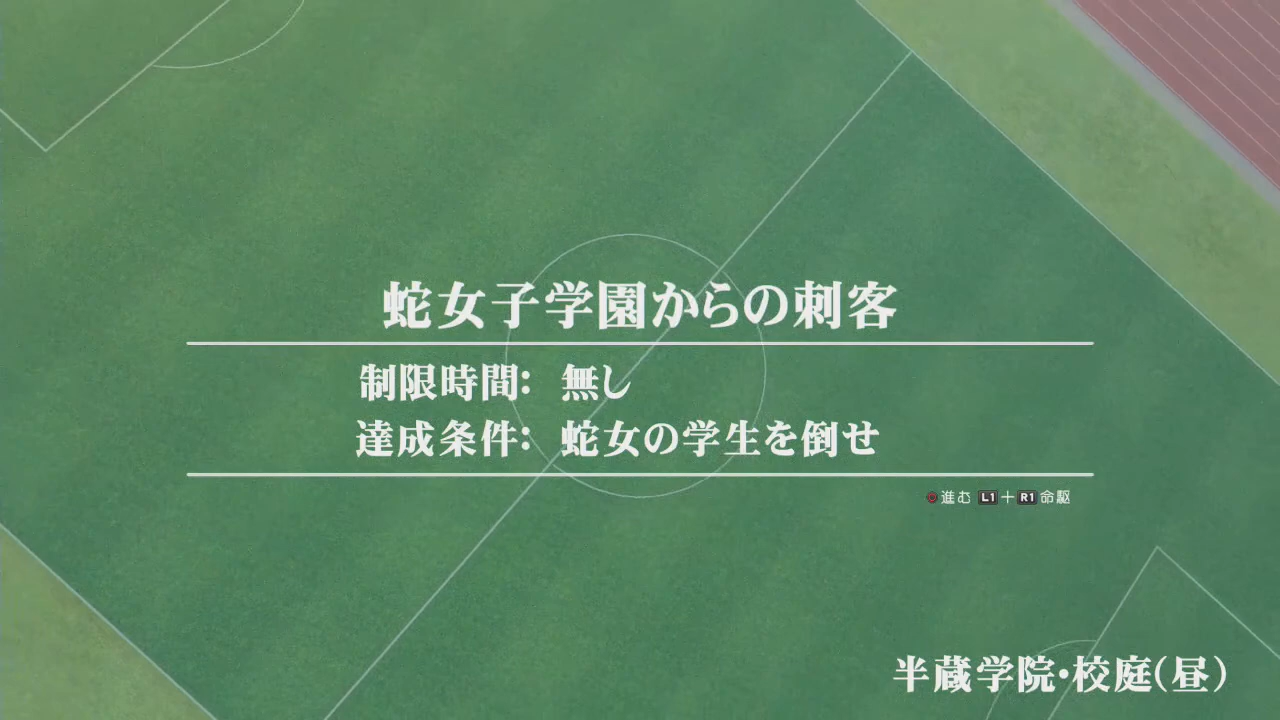 蛇女子学園からの刺客
制限時間： 無し
達成条件： 蛇女の学生を倒せ
進む L1＋R1 命駆
半蔵学院・校庭（昼）